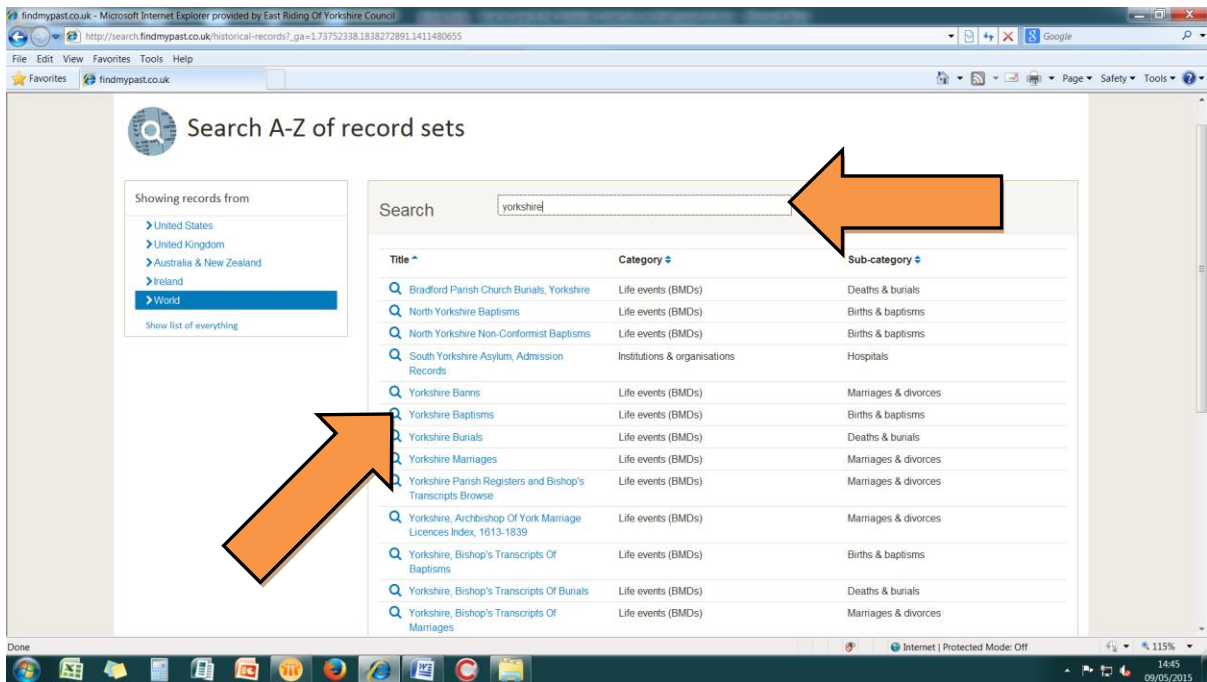 findmypast.co.uk - Microsoft Internet Explorer provided by East Riding Of Yorkshire Council
http://search.findmypast.co.uk/historical-records?_ga=1.73752338.1838272891.1411480655
Google
File Edit View Favorites Tools Help
Favorites findmypast.co.uk
Page Safety Tools
Search A-Z of record sets
Showing records from
United States
United Kingdom
Australia & New Zealand
Ireland
World
Show list of everything
Search yorkshire
Title Category Sub-category
Bradford Parish Church Burials, Yorkshire Life events (BMDs) Deaths & burials
North Yorkshire Baptisms Life events (BMDs) Births & baptisms
North Yorkshire Non-Conformist Baptisms Life events (BMDs) Births & baptisms
South Yorkshire Asylum, Admission Institutions & organisations Hospitals
Records
Yorkshire Banns Life events (BMDs) Marriages & divorces
Yorkshire Baptisms Life events (BMDs) Births & baptisms
Yorkshire Burials Life events (BMDs) Deaths & burials
Yorkshire Marriages Life events (BMDs) Marriages & divorces
Yorkshire Parish Registers and Bishop's Life events (BMDs) Marriages & divorces
Transcripts Browse
Yorkshire, Archbishop Of York Marriage Life events (BMDs) Marriages & divorces
Licences Index, 1613-1839
Yorkshire, Bishop's Transcripts Of Life events (BMDs) Births & baptisms
Baptisms
Yorkshire, Bishop's Transcripts Of Burials Life events (BMDs) Deaths & burials
Yorkshire, Bishop's Transcripts Of Life events (BMDs) Marriages & divorces
Marriages
Done Internet | Protected Mode: Off 115%
14:45
09/05/2015